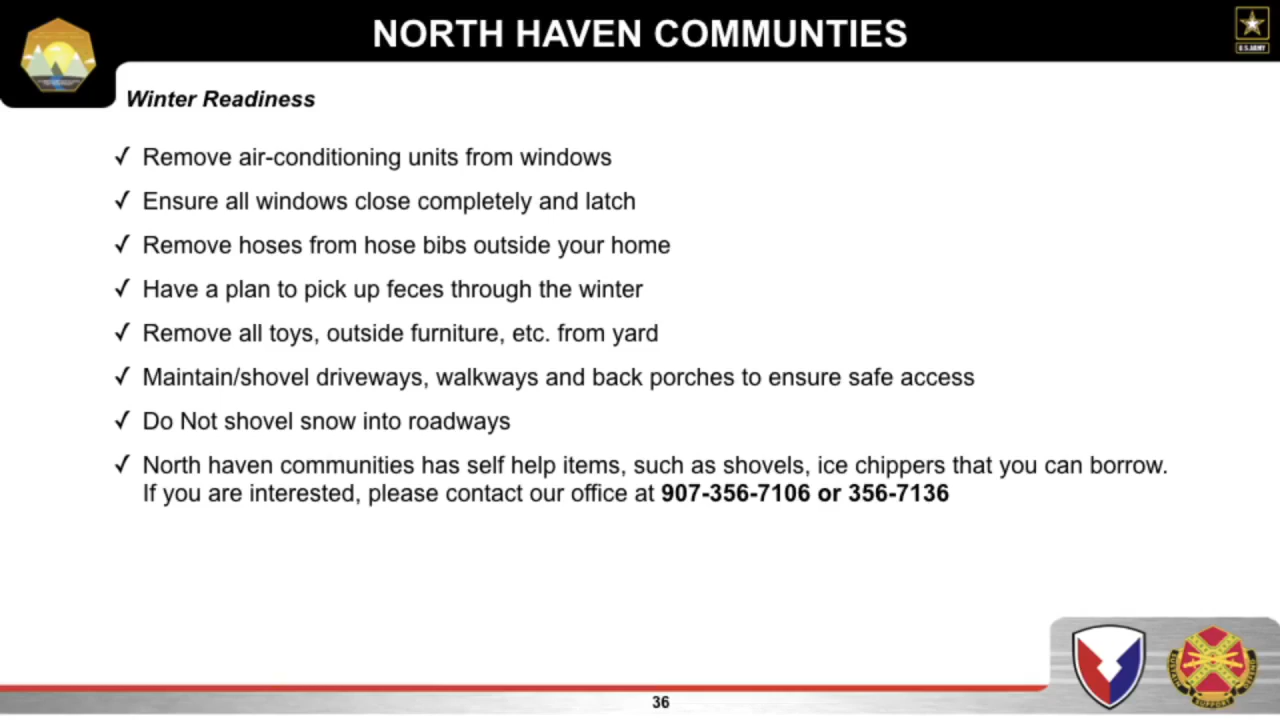 NORTH HAVEN COMMUNTIES
U.S.ARMY
Winter Readiness
✓ Remove air-conditioning units from windows
✓ Ensure all windows close completely and latch
✓ Remove hoses from hose bibs outside your home
✓ Have a plan to pick up feces through the winter
✓ Remove all toys, outside furniture, etc. from yard
✓ Maintain/shovel driveways, walkways and back porches to ensure safe access
✓ Do Not shovel snow into roadways
✓ North haven communities has self help items, such as shovels, ice chippers that you can borrow.
If you are interested, please contact our office at 907-356-7106 or 356-7136
SUPPORT
36